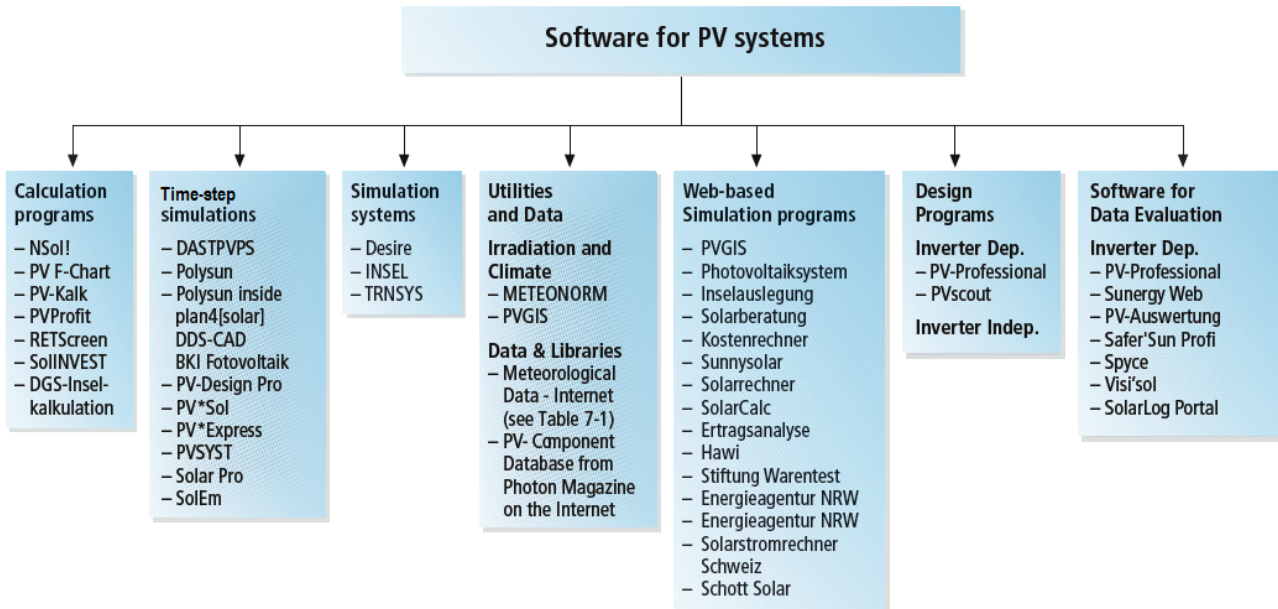 Software for PV systems
Calculation
programs
– NSol!
– PV F-Chart
– PV-Kalk
– PVProfit
– RETScreen
– SolINVEST
– DGS-Insel-
kalkulation
Time-step
simulations
– DASTPVPS
– Polysun
– Polysun inside
plan4[solar]
DDS-CAD
BKI Fotovoltaik
– PV-Design Pro
– PV*Sol
– PV*Express
– PVSYST
– Solar Pro
– SolEm
Simulation
systems
– Desire
– INSEL
– TRNSYS
Utilities
and Data
Irradiation and
Climate
– METEONORM
– PVGIS
Data & Libraries
– Meteorological
Data - Internet
(see Table 7-1)
– PV- Component
Database from
Photon Magazine
on the Internet
Web-based
Simulation programs
– PVGIS
– Photovoltaiksystem
– Inselauslegung
– Solarberatung
– Kostenrechner
– Sunnysolar
– Solarrechner
– SolarCalc
– Ertragsanalyse
– Hawi
– Stiftung Warentest
– Energieagentur NRW
– Energieagentur NRW
– Solarstromrechner
Schweiz
– Schott Solar
Design
Programs
Inverter Dep.
– PV-Professional
– PVscout
Inverter Indep.
Software for
Data Evaluation
Inverter Dep.
– PV-Professional
– Sunergy Web
– PV-Auswertung
– Safer'Sun Profi
– Spyce
– Visi'sol
– SolarLog Portal